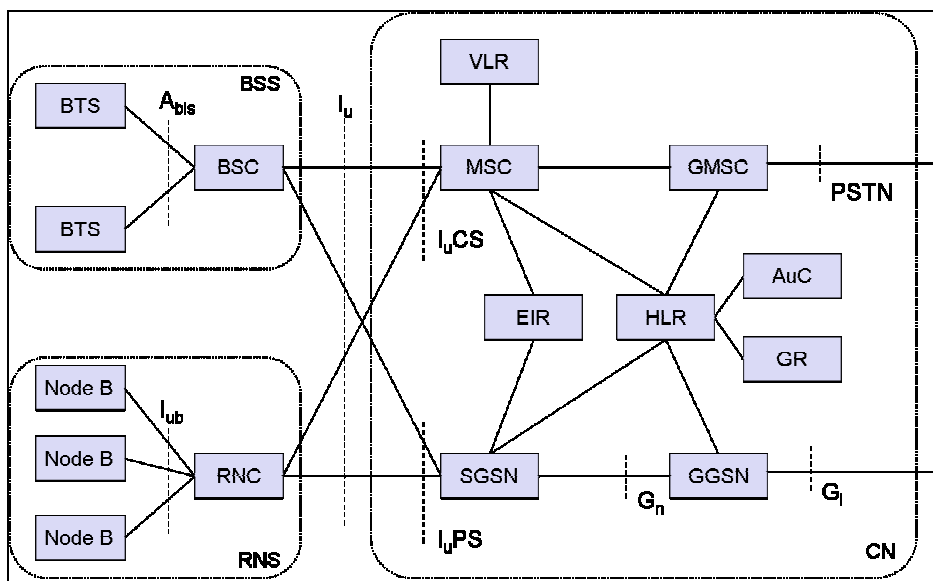 VLR
BSS
BTS
Abis
Iu
BSC
MSC
GMSC
PSTN
BTS
IuCS
AuC
EIR
HLR
GR
Node B
Iub
Node B
RNC
SGSN
GGSN
Gn
Gi
Node B
IuPS
RNS
CN